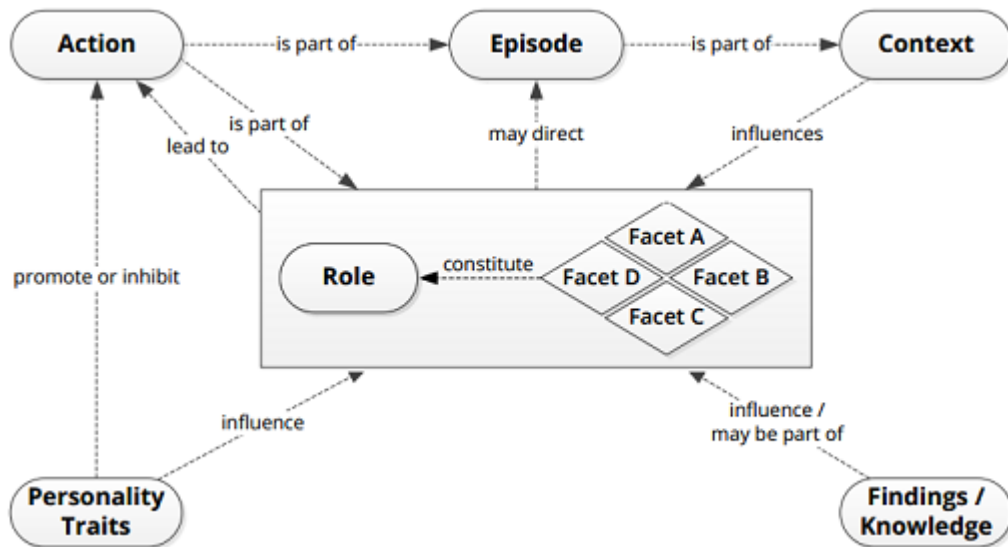 Action
is part of
Episode
is part of
Context
is part of
lead to
may direct
influences
promote or inhibit
Role
constitute
Facet A
Facet D
Facet B
Facet C
influence
influence /
may be part of
Personality
Traits
Findings /
Knowledge